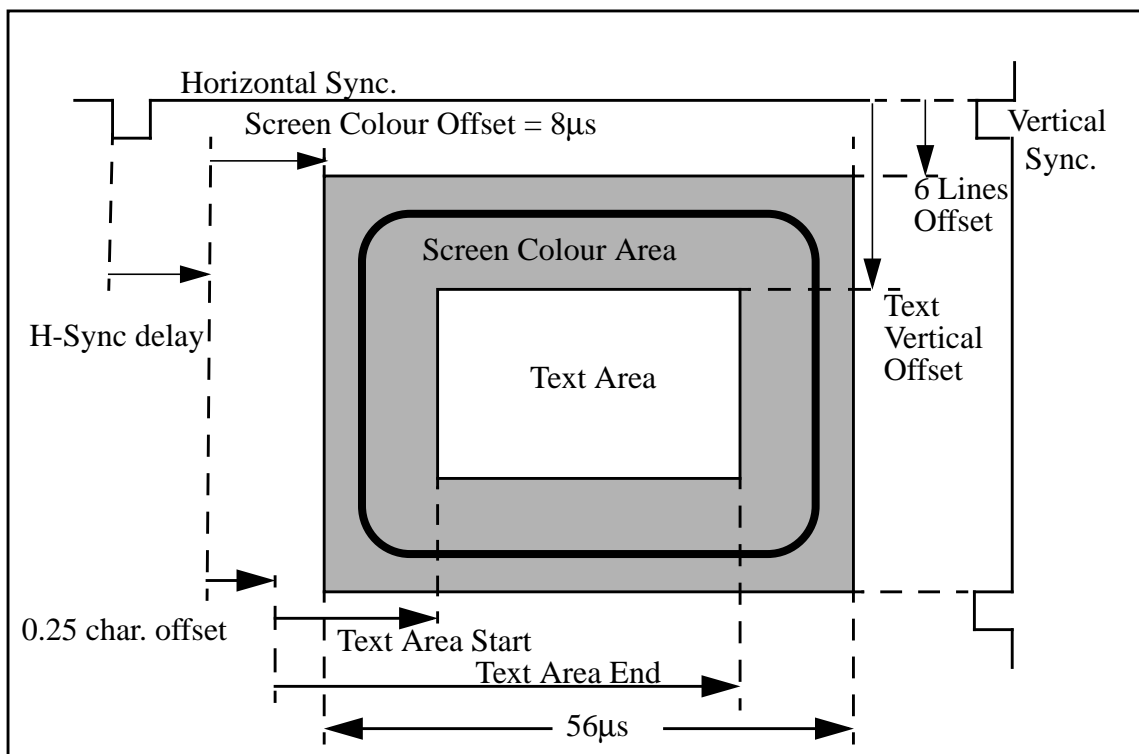 Horizontal Sync.
Screen Colour Offset = 8μs
Vertical
Sync.
6 Lines
Offset
Screen Colour Area
H-Sync delay
Text
Vertical
Offset
Text Area
0.25 char. offset
Text Area Start
Text Area End
56μs